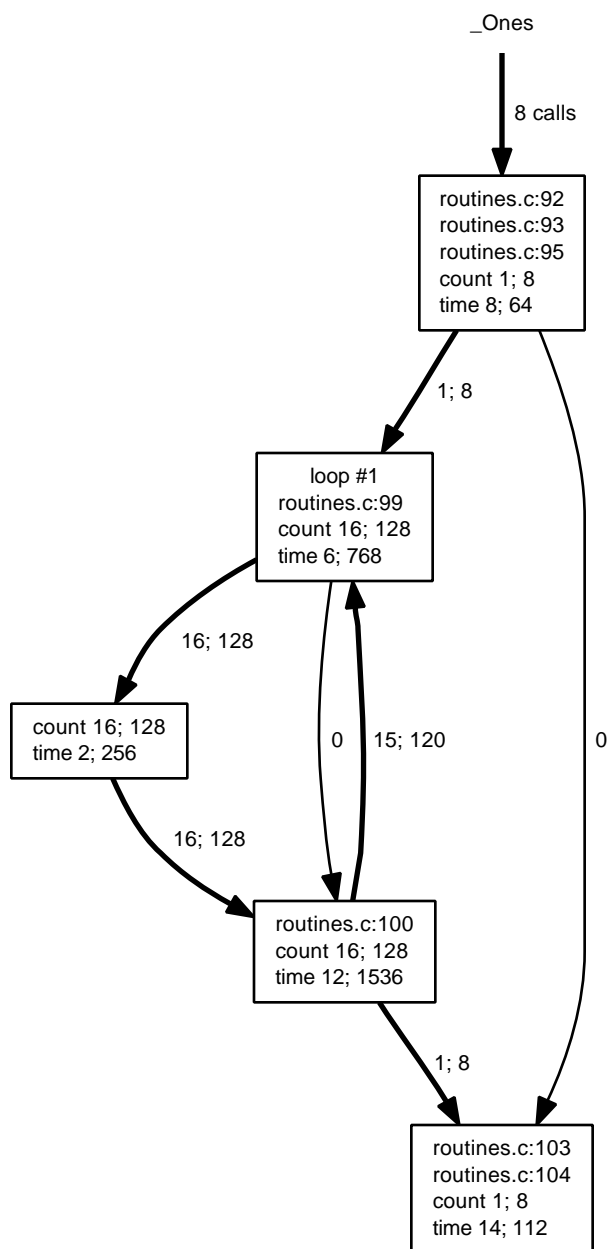 _Ones
8 calls
routines.c:92
routines.c:93
routines.c:95
count 1; 8
time 8; 64
1; 8
loop #1
routines.c:99
count 16; 128
time 6; 768
16; 128
count 16; 128
time 2; 256
0
15; 120
0
16; 128
routines.c:100
count 16; 128
time 12; 1536
1; 8
routines.c:103
routines.c:104
count 1; 8
time 14; 112